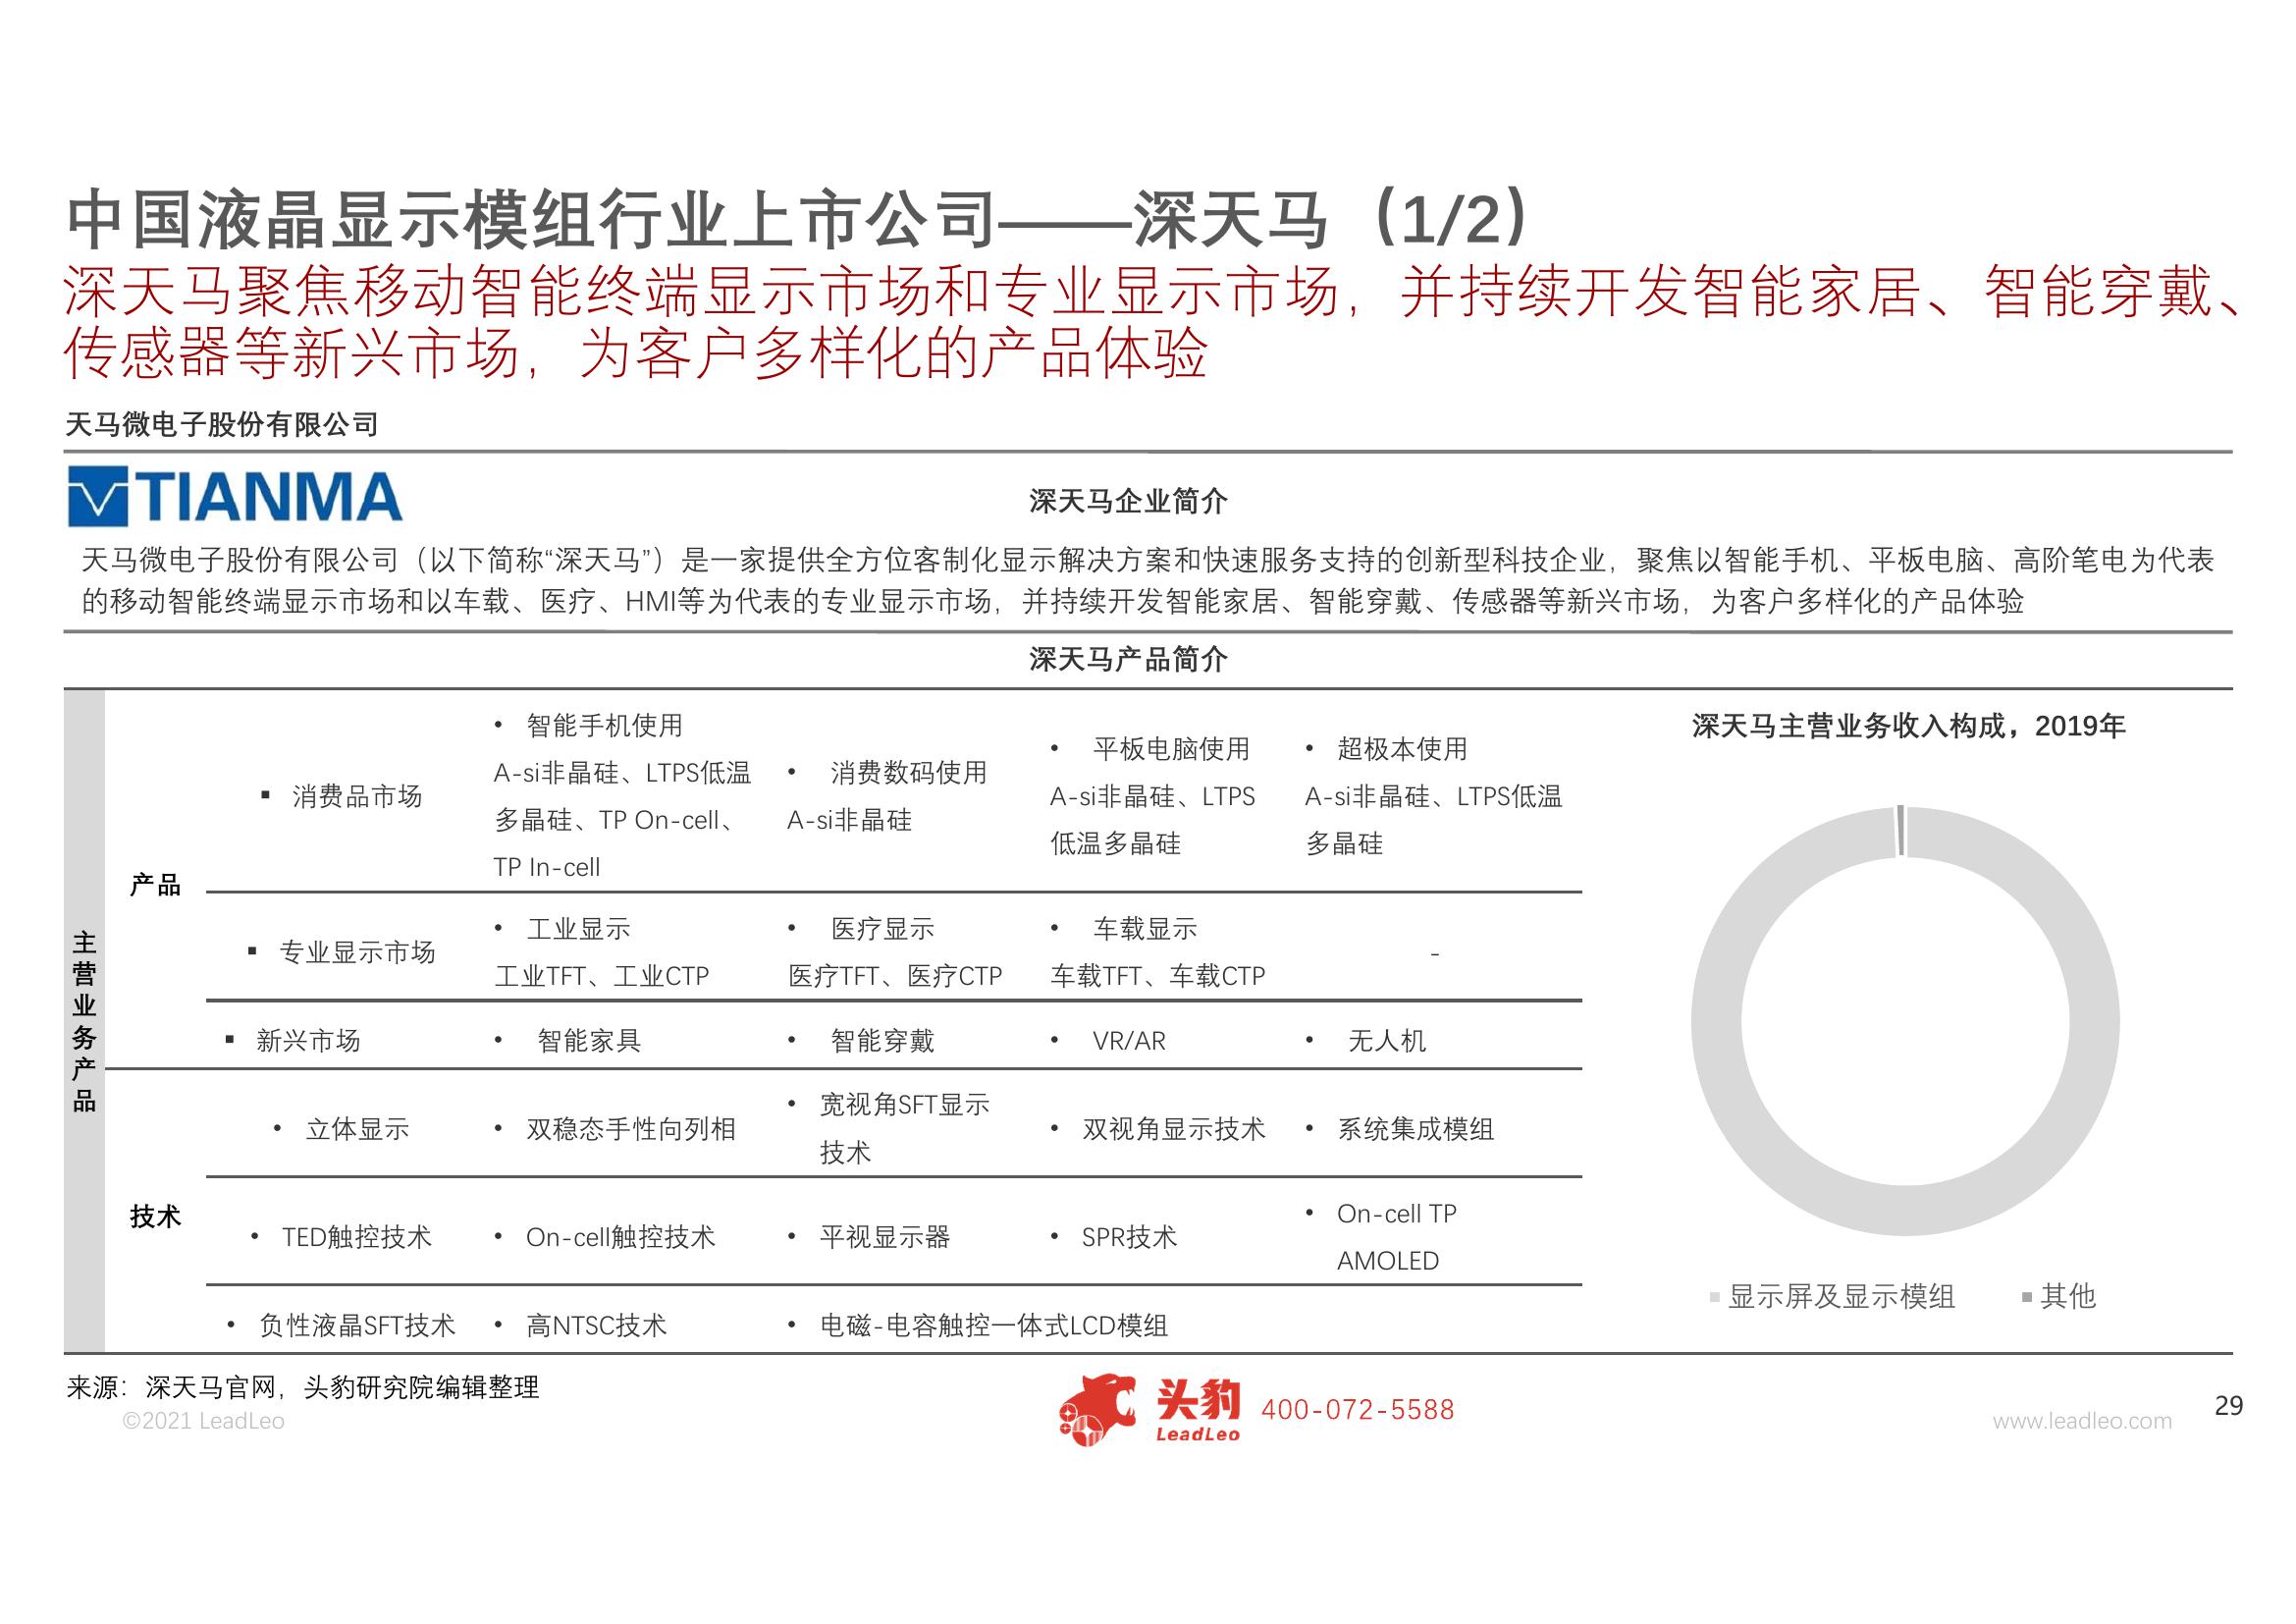 中国液晶显示模组行业上市公司——深天马（1/2）
深天马聚焦移动智能终端显示市场和专业显示市场，并持续开发智能家居、智能穿戴、
传感器等新兴市场，为客户多样化的产品体验
天马微电子股份有限公司
TIANMA
深天马企业简介
天马微电子股份有限公司（以下简称“深天马”）是一家提供全方位客制化显示解决方案和快速服务支持的创新型科技企业，聚焦以智能手机、平板电脑、高阶笔电为代表
的移动智能终端显示市场和以车载、医疗、HMI等为代表的专业显示市场，并持续开发智能家居、智能穿戴、传感器等新兴市场，为客户多样化的产品体验
深天马产品简介
主营业务产品
产品
▪ 消费品市场
• 智能手机使用
A-si非晶硅、LTPS低温
多晶硅、TP On-cell、
TP In-cell
• 消费数码使用
A-si非晶硅
• 平板电脑使用
A-si非晶硅、LTPS
低温多晶硅
• 超极本使用
A-si非晶硅、LTPS低温
多晶硅
▪ 专业显示市场
• 工业显示
工业TFT、工业CTP
• 医疗显示
医疗TFT、医疗CTP
• 车载显示
车载TFT、车载CTP
-
▪ 新兴市场
• 智能家具
• 智能穿戴
• VR/AR
• 无人机
技术
• 立体显示
• 双稳态手性向列相
• 宽视角SFT显示
技术
• 双视角显示技术
• 系统集成模组
• TED触控技术
• On-cell触控技术
• 平视显示器
• SPR技术
• On-cell TP
AMOLED
• 负性液晶SFT技术
• 高NTSC技术
• 电磁-电容触控一体式LCD模组
深天马主营业务收入构成，2019年
显示屏及显示模组
其他
来源：深天马官网，头豹研究院编辑整理
©2021 LeadLeo
头豹
LeadLeo
400-072-5588
www.leadleo.com
29